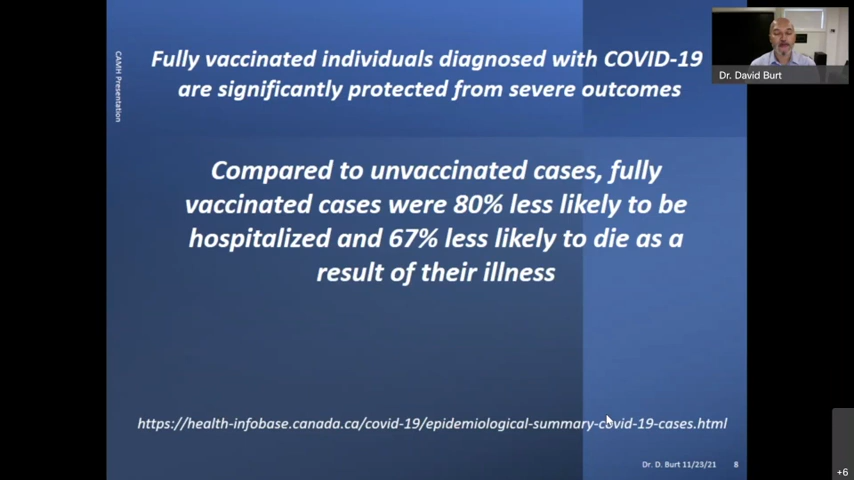 Fully vaccinated individuals diagnosed with COVID-19
are significantly protected from severe outcomes
CAMH Presentation
Dr. David Burt
Compared to unvaccinated cases, fully
vaccinated cases were 80% less likely to be
hospitalized and 67% less likely to die as a
result of their illness
https://health-infobase.canada.ca/covid-19/epidemiological-summary-covid-19-cases.html
Dr. D. Burt 11/23/21 8
+6